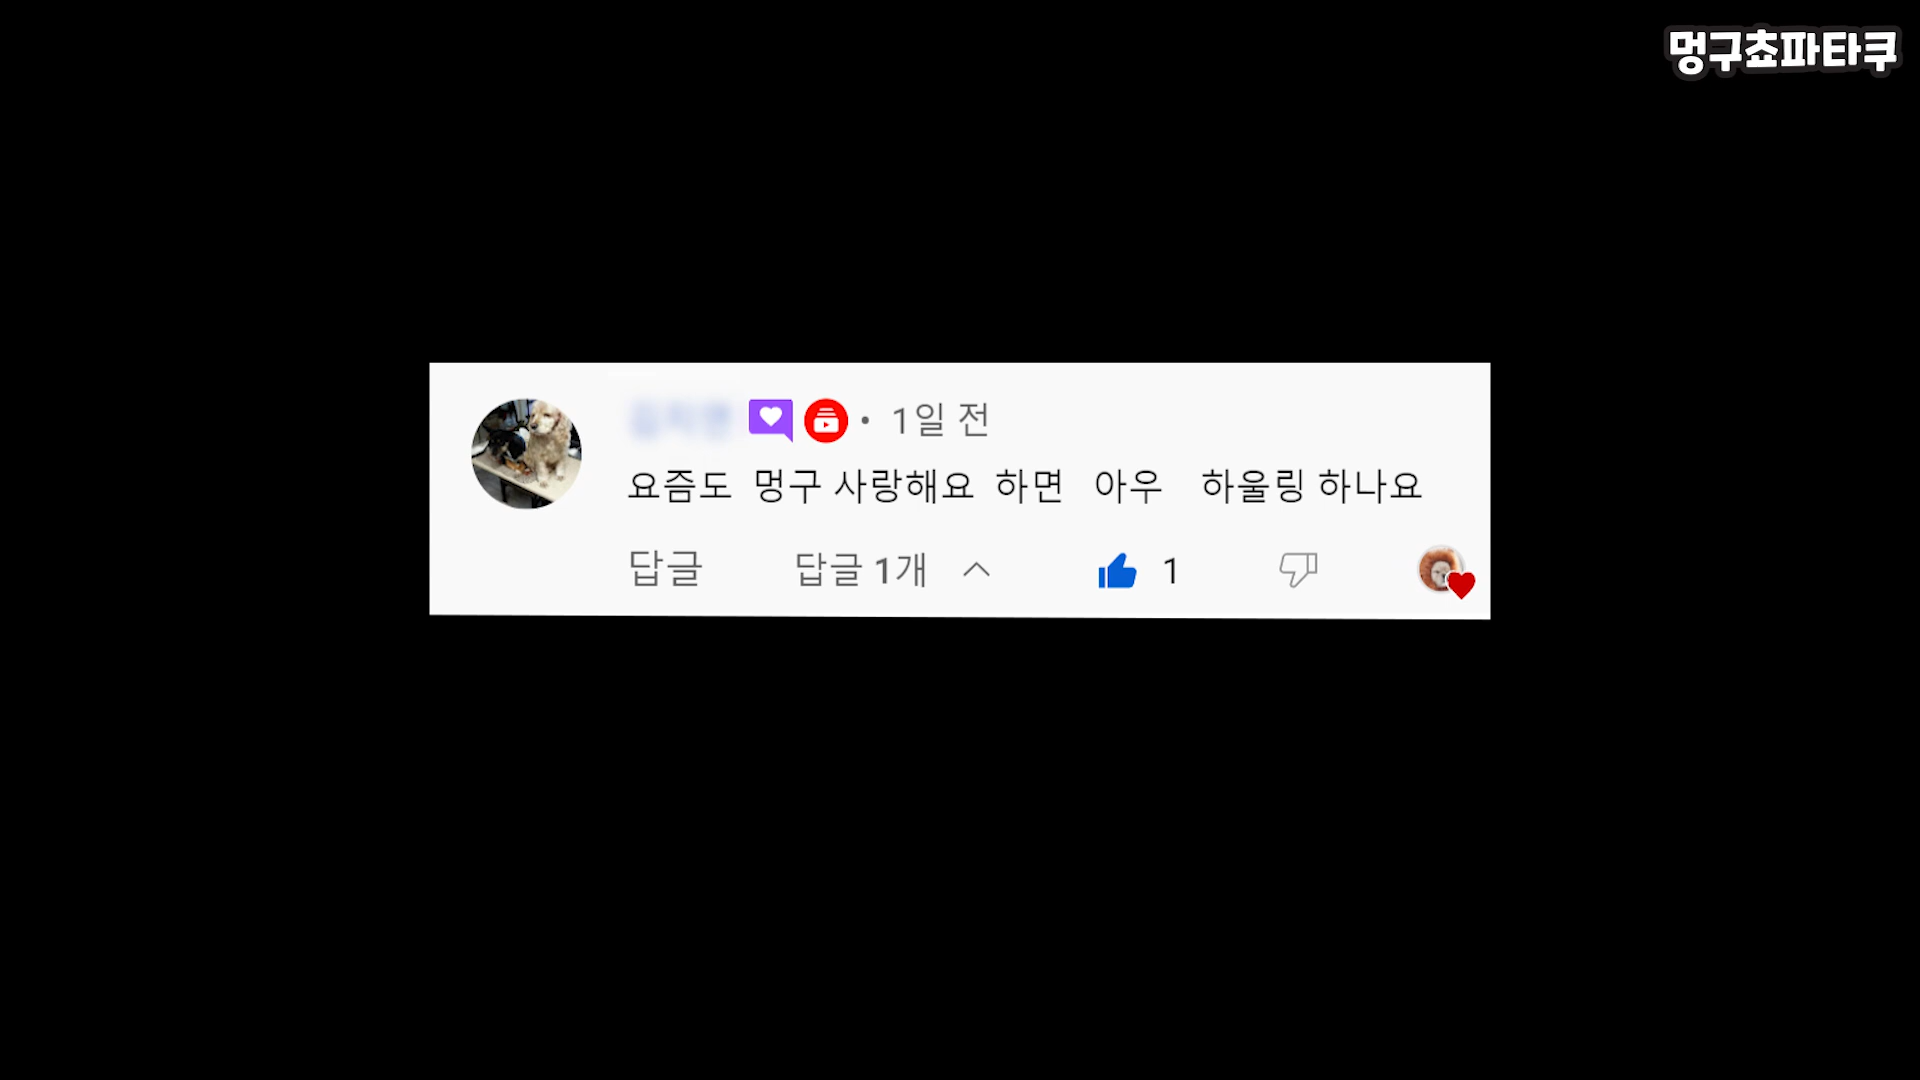 멍구쵸파타쿠
• 1일 전
요즘도 멍구 사랑해요 하면 아우 하울링 하나요
답글 답글 1개 1